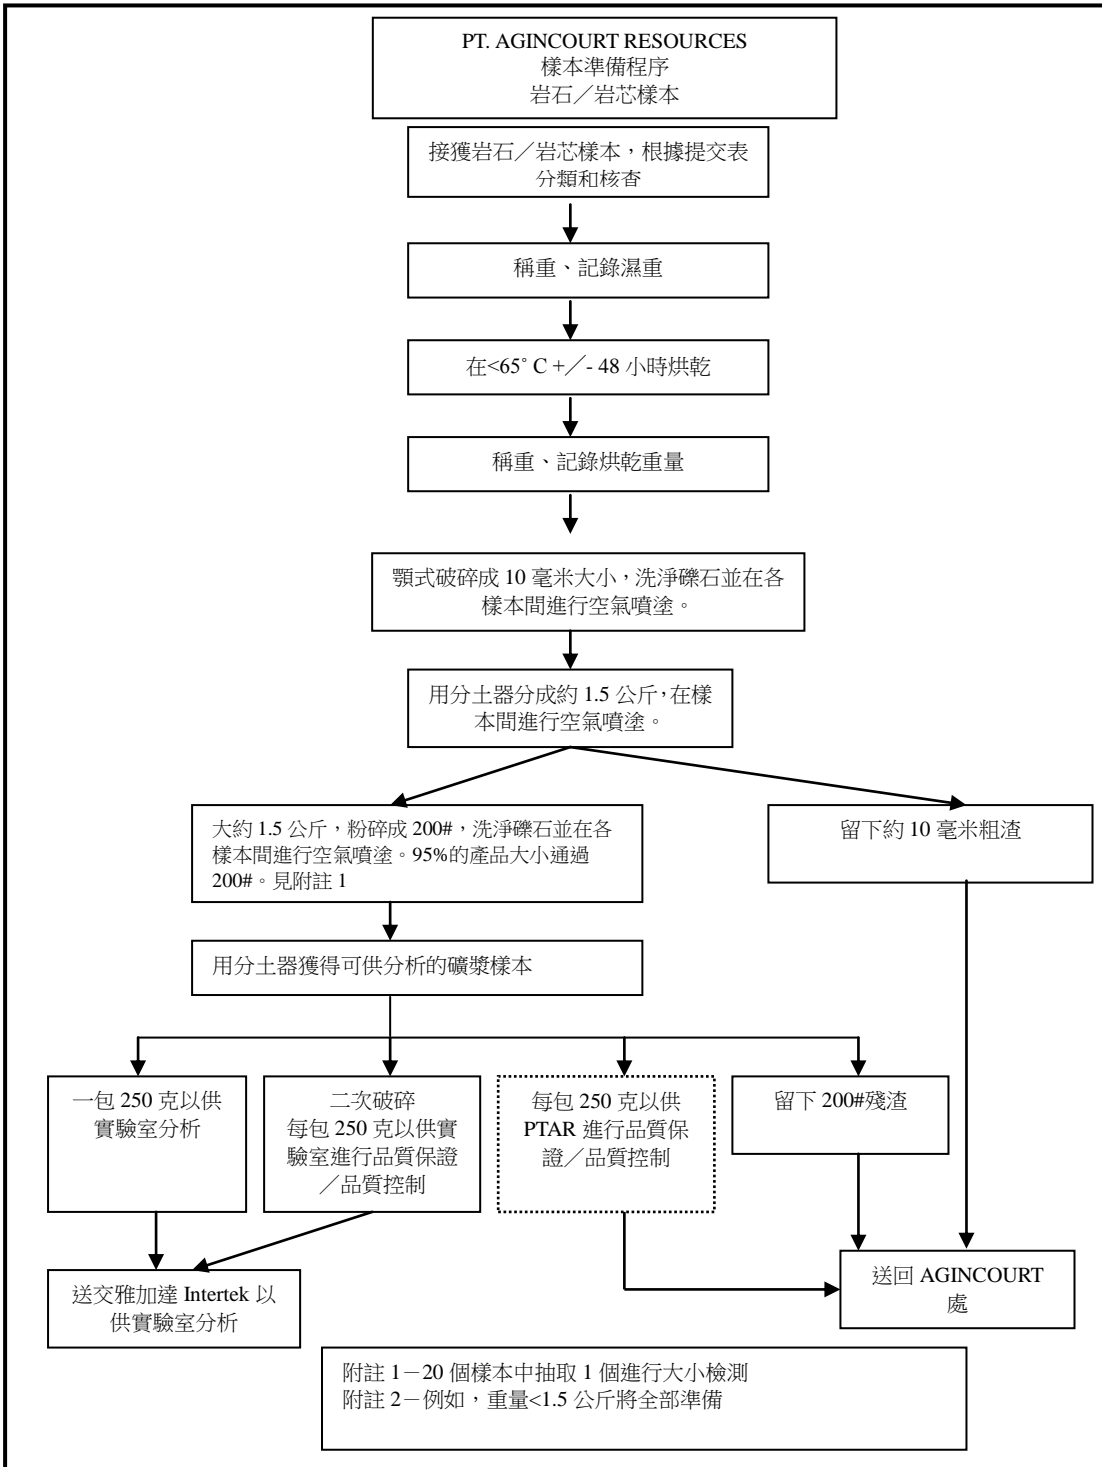 PT. AGINCOURT RESOURCES
樣本準備程序
岩石／岩芯樣本
接獲岩石／岩芯樣本，根據提交表
分類和核查
稱重、記錄濕重
在<65° C +／- 48 小時烘乾
稱重、記錄烘乾重量
顎式破碎成 10 毫米大小，洗淨礫石並在各
樣本間進行空氣噴塗。
用分土器分成約 1.5 公斤，在樣
本間進行空氣噴塗。
大約 1.5 公斤，粉碎成 200#，洗淨礫石並在各
樣本間進行空氣噴塗。95%的產品大小通過
200#。見附註 1
留下約 10 毫米粗渣
用分土器獲得可供分析的礦漿樣本
一包 250 克以供
實驗室分析
二次破碎
每包 250 克以供實
驗室進行品質保證
／品質控制
每包 250 克以供
PTAR 進行品質保
證／品質控制
留下 200#殘渣
送交雅加達 Intertek 以
供實驗室分析
送回 AGINCOURT
處
附註 1－20 個樣本中抽取 1 個進行大小檢測
附註 2－例如，重量<1.5 公斤將全部準備